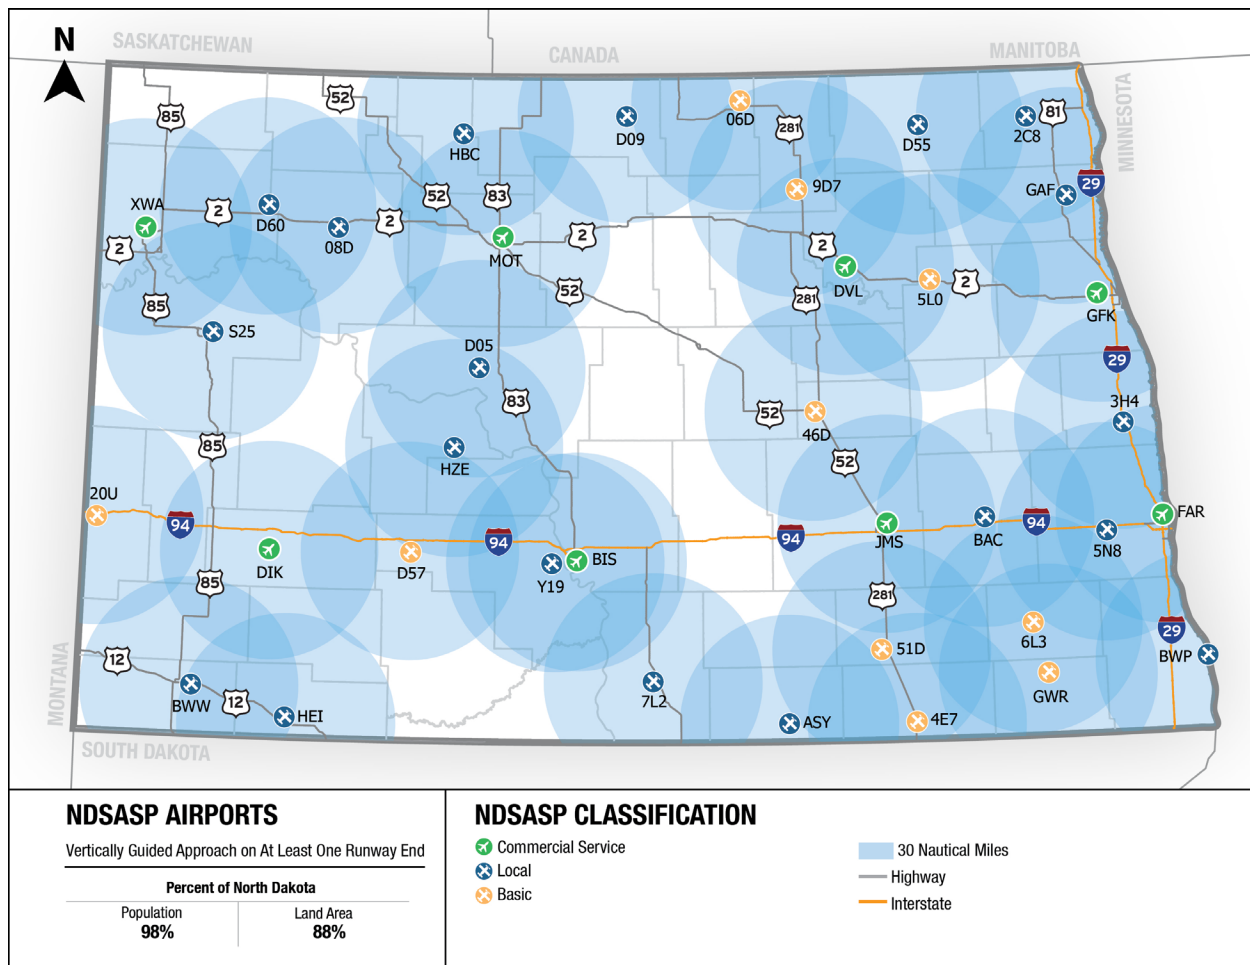 N
SASKATCHEWAN
CANADA
MANITOBA
MINNESOTA
MONTANA
SOUTH DAKOTA
85
52
HBC
D09
06D
281
D55
2C8
81
XWA
2
D60
08D
2
52
83
MOT
2
9D7
GAF
29
2
85
S25
52
2
DVL
281
5L0
2
GFK
D05
83
29
3H4
85
HZE
52
46D
52
20U
94
DIK
D57
94
Y19
BIS
94
JMS
BAC
94
5N8
FAR
85
281
12
BWW
12
HEI
7L2
ASY
51D
4E7
6L3
GWR
29
BWP
NDSASP AIRPORTS
Vertically Guided Approach on At Least One Runway End
Percent of North Dakota
Population
98%
Land Area
88%
NDSASP CLASSIFICATION
Commercial Service
Local
Basic
30 Nautical Miles
Highway
Interstate